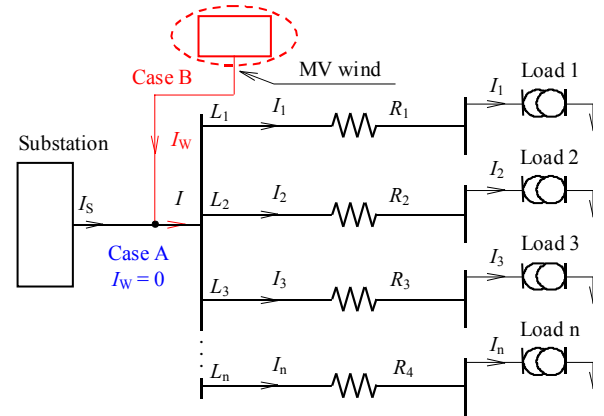 Case B
MV wind
Load 1
L1 I1 R1 I1
Substation
IW
Load 2
IS I L2 I2 R2 I2
Case A
IW = 0
Load 3
L3 I3 R3 I3
Load n
Ln In R4 In